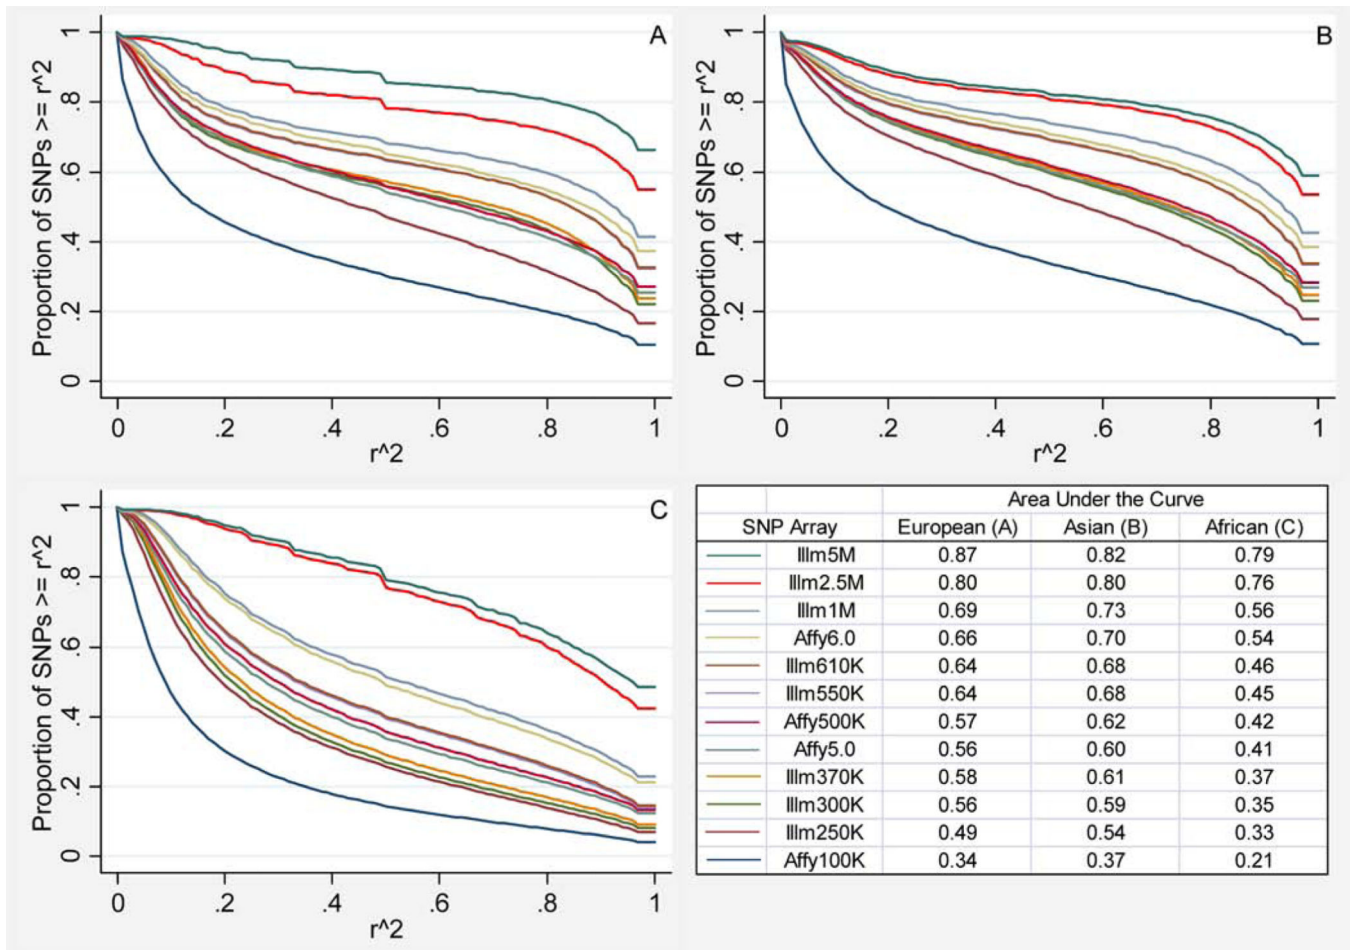 A
Proportion of SNPs >= r^2
1
.8
.6
.4
.2
0
0 .2 .4 .6 .8 1
r^2
B
Proportion of SNPs >= r^2
1
.8
.6
.4
.2
0
0 .2 .4 .6 .8 1
r^2
C
Proportion of SNPs >= r^2
1
.8
.6
.4
.2
0
0 .2 .4 .6 .8 1
r^2
Area Under the Curve
SNP Array European (A) Asian (B) African (C)
Illm5M 0.87 0.82 0.79
Illm2.5M 0.80 0.80 0.76
Illm1M 0.69 0.73 0.56
Affy6.0 0.66 0.70 0.54
Illm610K 0.64 0.68 0.46
Illm550K 0.64 0.68 0.45
Affy500K 0.57 0.62 0.42
Affy5.0 0.56 0.60 0.41
Illm370K 0.58 0.61 0.37
Illm300K 0.56 0.59 0.35
Illm250K 0.49 0.54 0.33
Affy100K 0.34 0.37 0.21